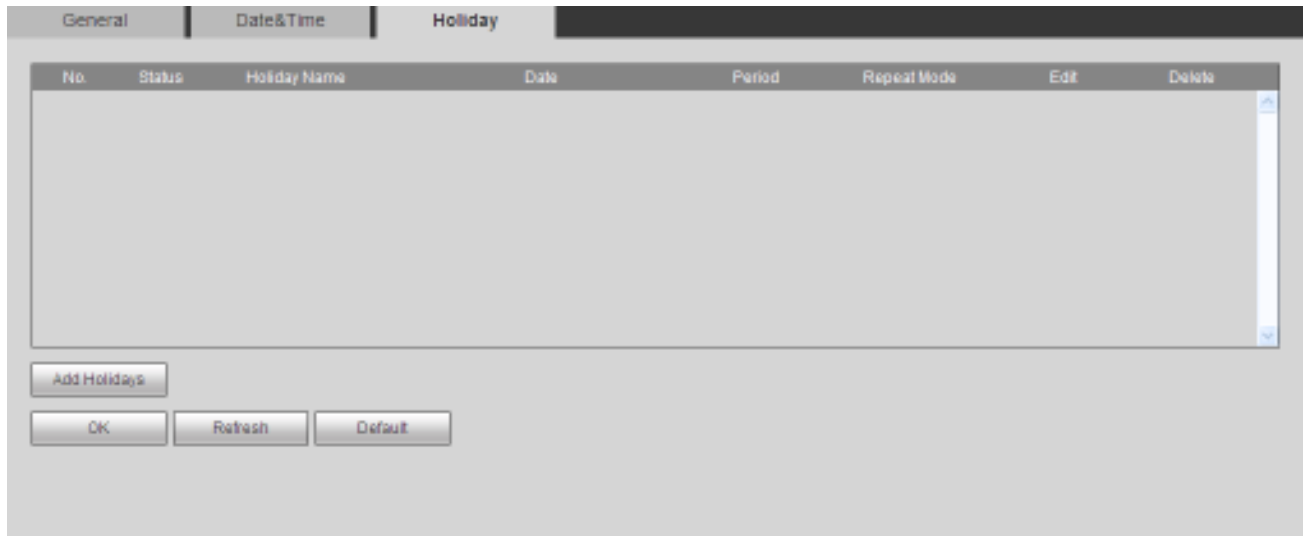 General Date&Time Holiday
No. Status Holiday Name Date Period Repeat Mode Edit Delete
Add Holidays
OK Refresh Default